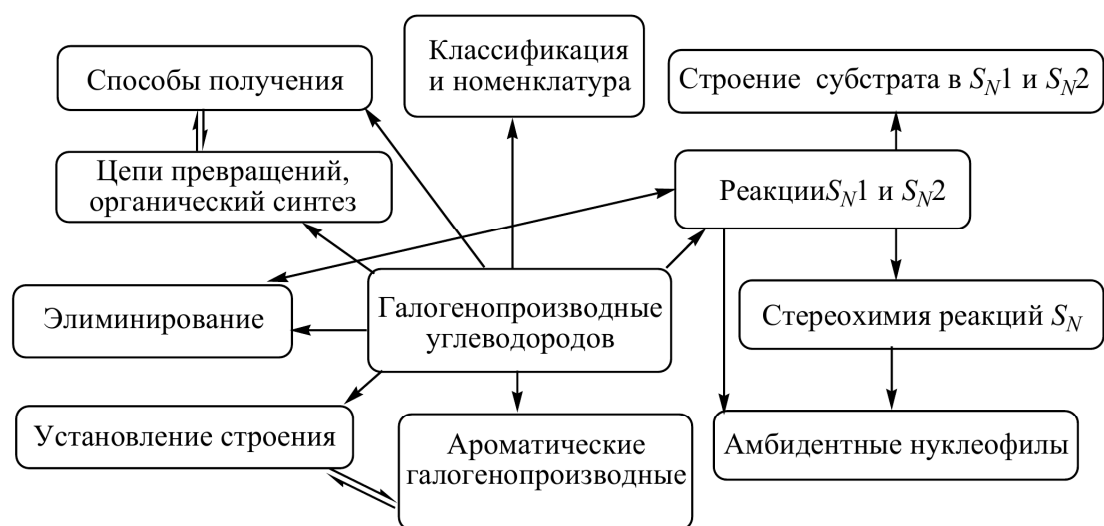 Способы получения
Классификация
и номенклатура
Строение субстрата в S_N1 и S_N2
Цепи превращений,
органический синтез
РеакцииS_N1 и S_N2
Элиминирование
Галогенопроизводные
углеводородов
Стереохимия реакций S_N
Установление строения
Ароматические
галогенопроизводные
Амбидентные нуклеофилы